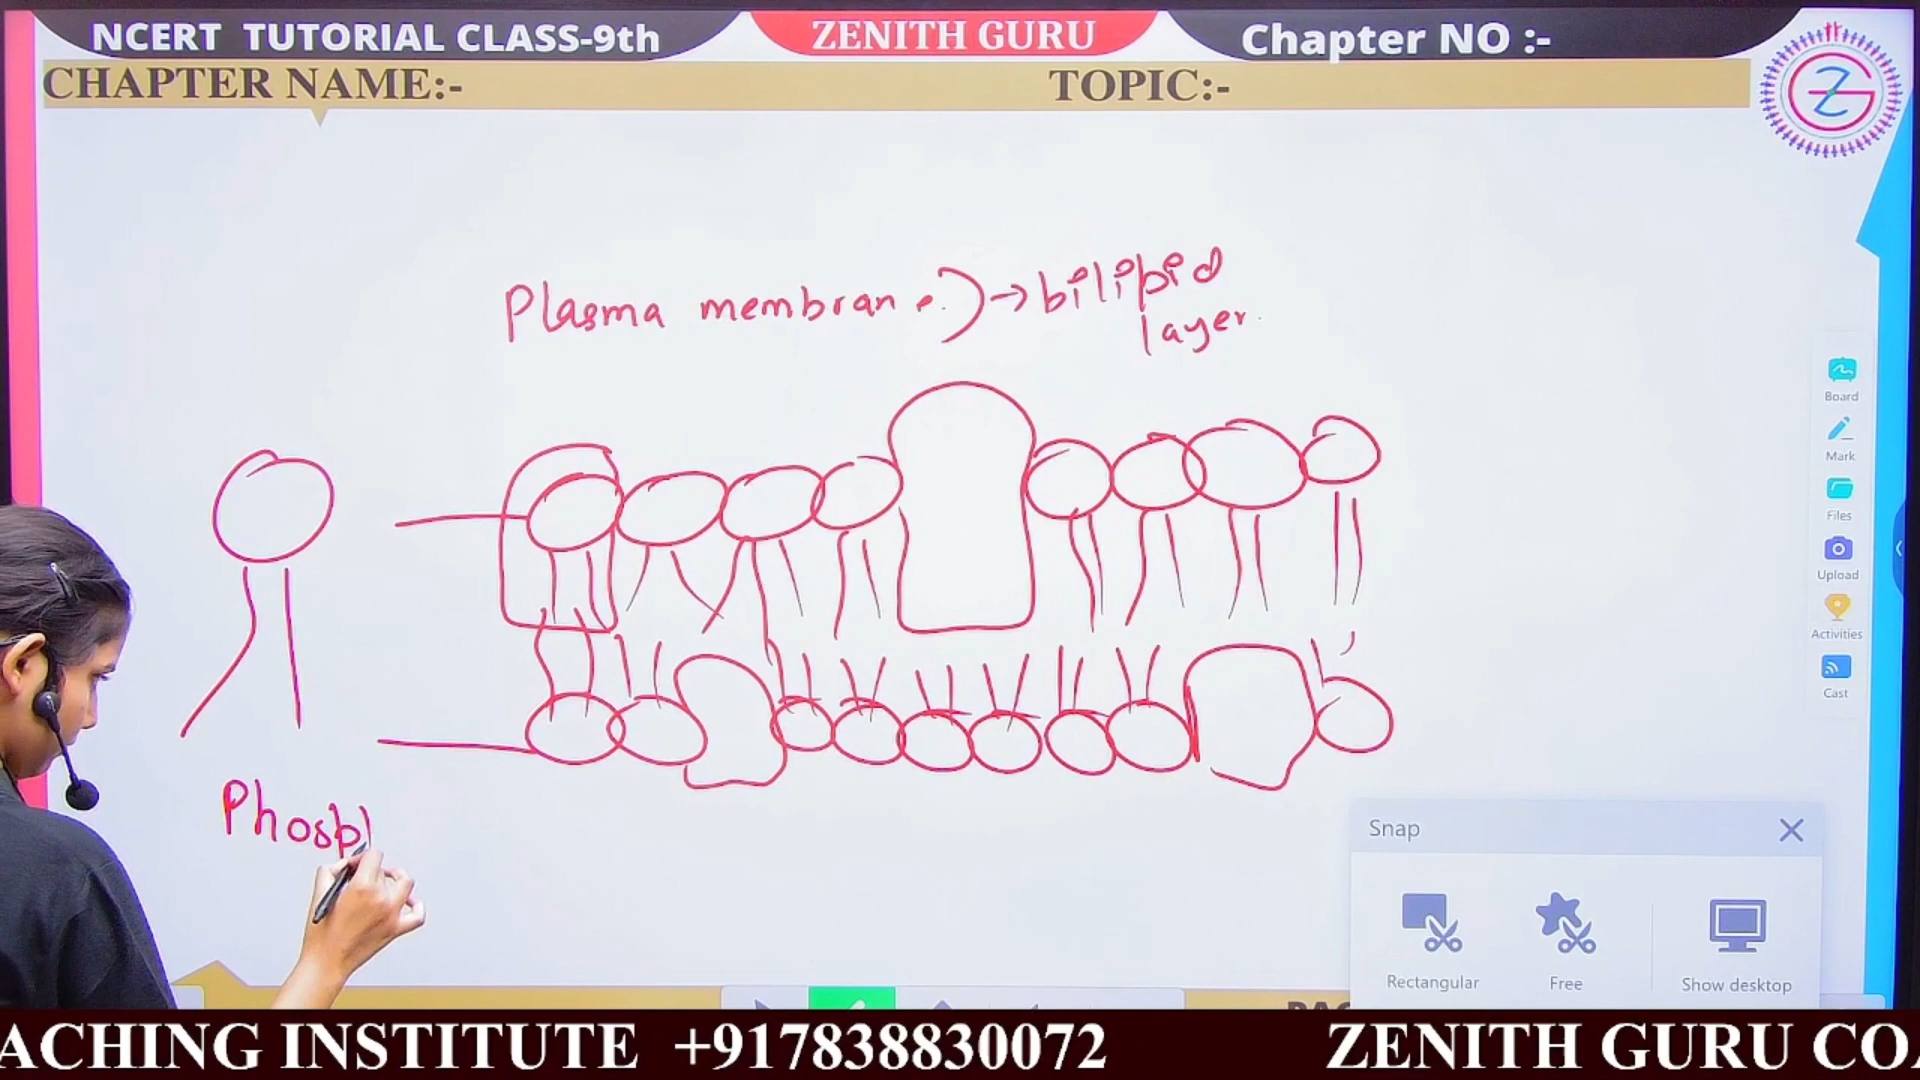 NCERT TUTORIAL CLASS-9th
ZENITH GURU
Chapter NO :-
CHAPTER NAME:-
TOPIC:-
Plasma membrane.) → bilipid
layer.
Phosph
Board
Mark
Files
Upload
Activities
Cast
Snap
Rectangular
Free
Show desktop
ACHING INSTITUTE +917838830072
ZENITH GURU CO